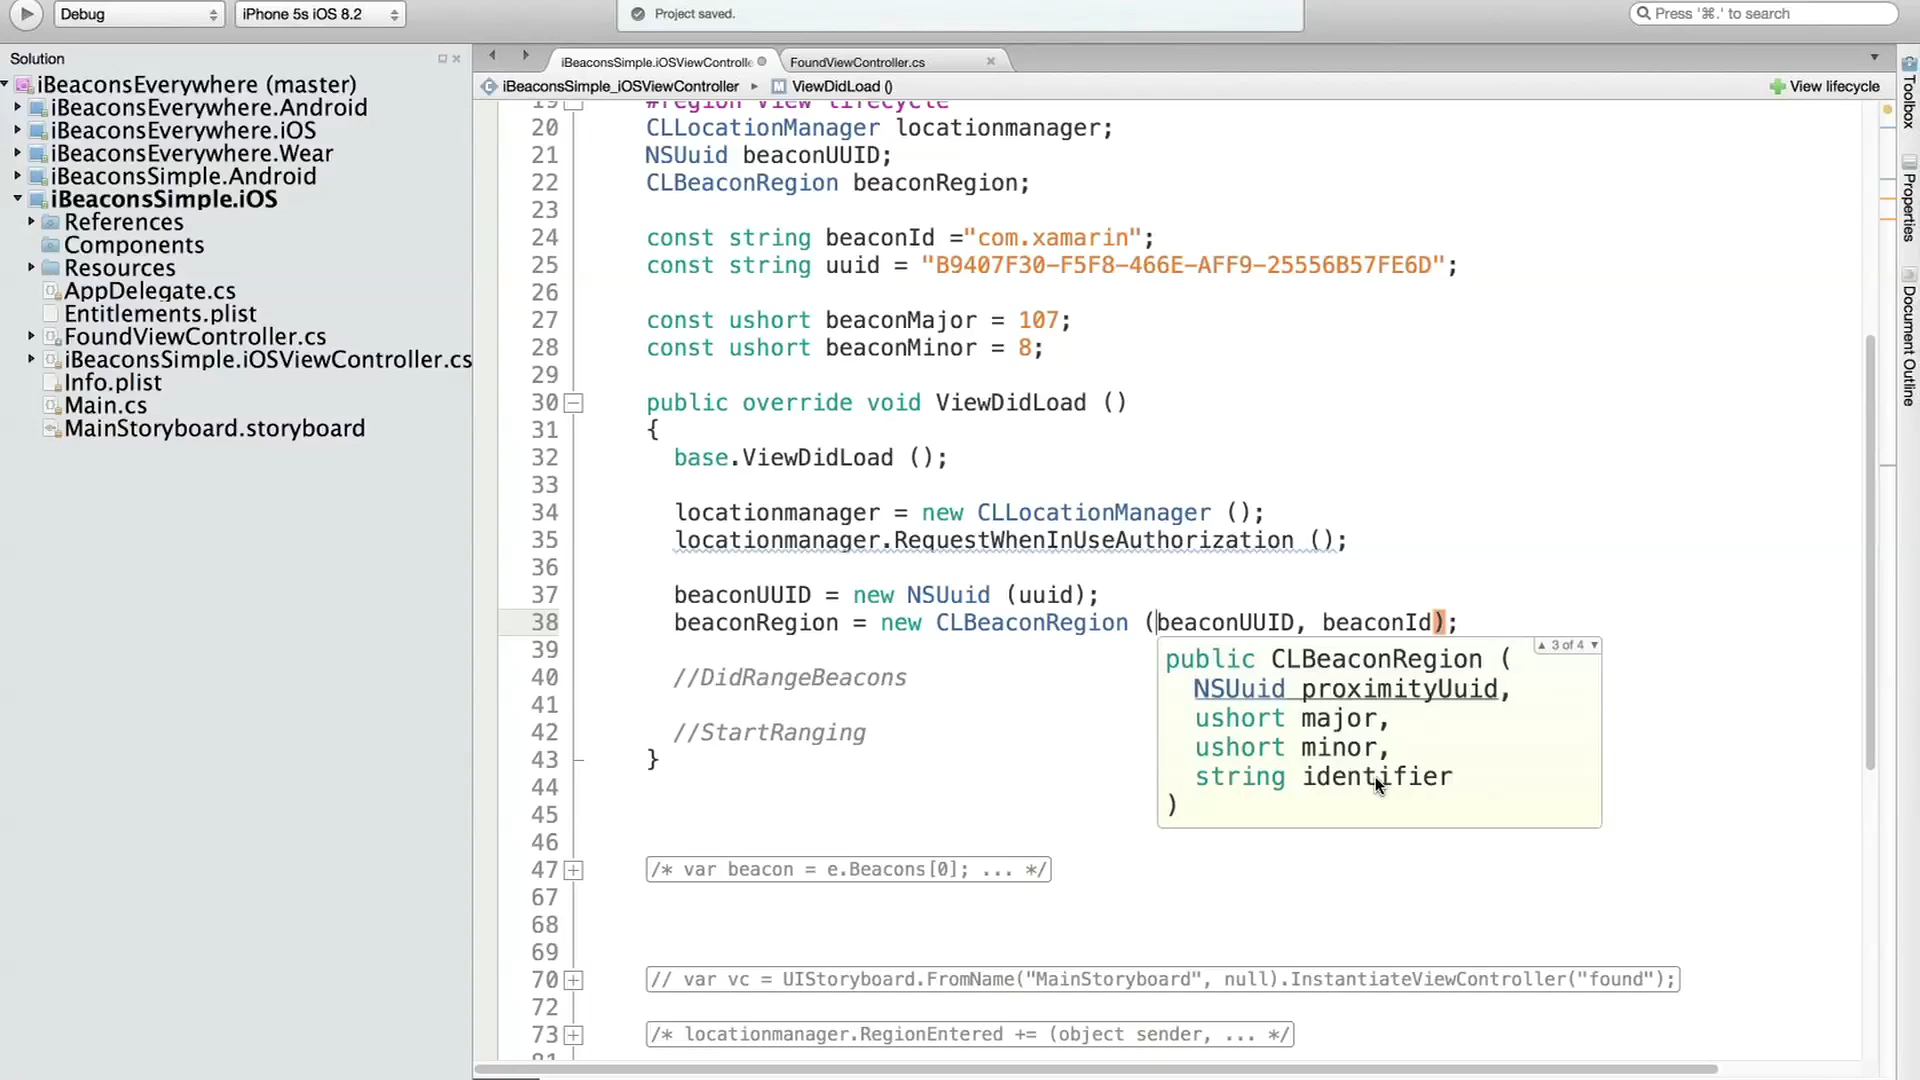 Debug
iPhone 5s iOS 8.2
Project saved.
Press '⌘.' to search
Solution
iBeaconsSimple.iOSViewControlle
FoundViewController.cs
iBeaconsSimple_iOSViewController
ViewDidLoad ()
View lifecycle
iBeaconsEverywhere (master)
iBeaconsEverywhere.Android
iBeaconsEverywhere.iOS
iBeaconsEverywhere.Wear
iBeaconsSimple.Android
iBeaconsSimple.iOS
References
Components
Resources
AppDelegate.cs
Entitlements.plist
FoundViewController.cs
iBeaconsSimple.iOSViewController.cs
Info.plist
Main.cs
MainStoryboard.storyboard
19 #region View lifecycle
20 CLLocationManager locationmanager;
21 NSUuid beaconUUID;
22 CLBeaconRegion beaconRegion;
23
24 const string beaconId ="com.xamarin";
25 const string uuid = "B9407F30-F5F8-466E-AFF9-25556B57FE6D";
26
27 const ushort beaconMajor = 107;
28 const ushort beaconMinor = 8;
29
30 public override void ViewDidLoad ()
31 {
32 base.ViewDidLoad ();
33
34 locationmanager = new CLLocationManager ();
35 locationmanager.RequestWhenInUseAuthorization ();
36
37 beaconUUID = new NSUuid (uuid);
38 beaconRegion = new CLBeaconRegion (beaconUUID, beaconId);
39
40 //DidRangeBeacons
41
42 //StartRanging
43 }
44
45
46
47 /* var beacon = e.Beacons[0]; ... */
67
68
69
70 // var vc = UIStoryboard.FromName("MainStoryboard", null).InstantiateViewController("found");
72
73 /* locationmanager.RegionEntered += (object sender, ... */
81
3 of 4
public CLBeaconRegion (
NSUuid proximityUuid,
ushort major,
ushort minor,
string identifier
)
Toolbox
Properties
Document Outline